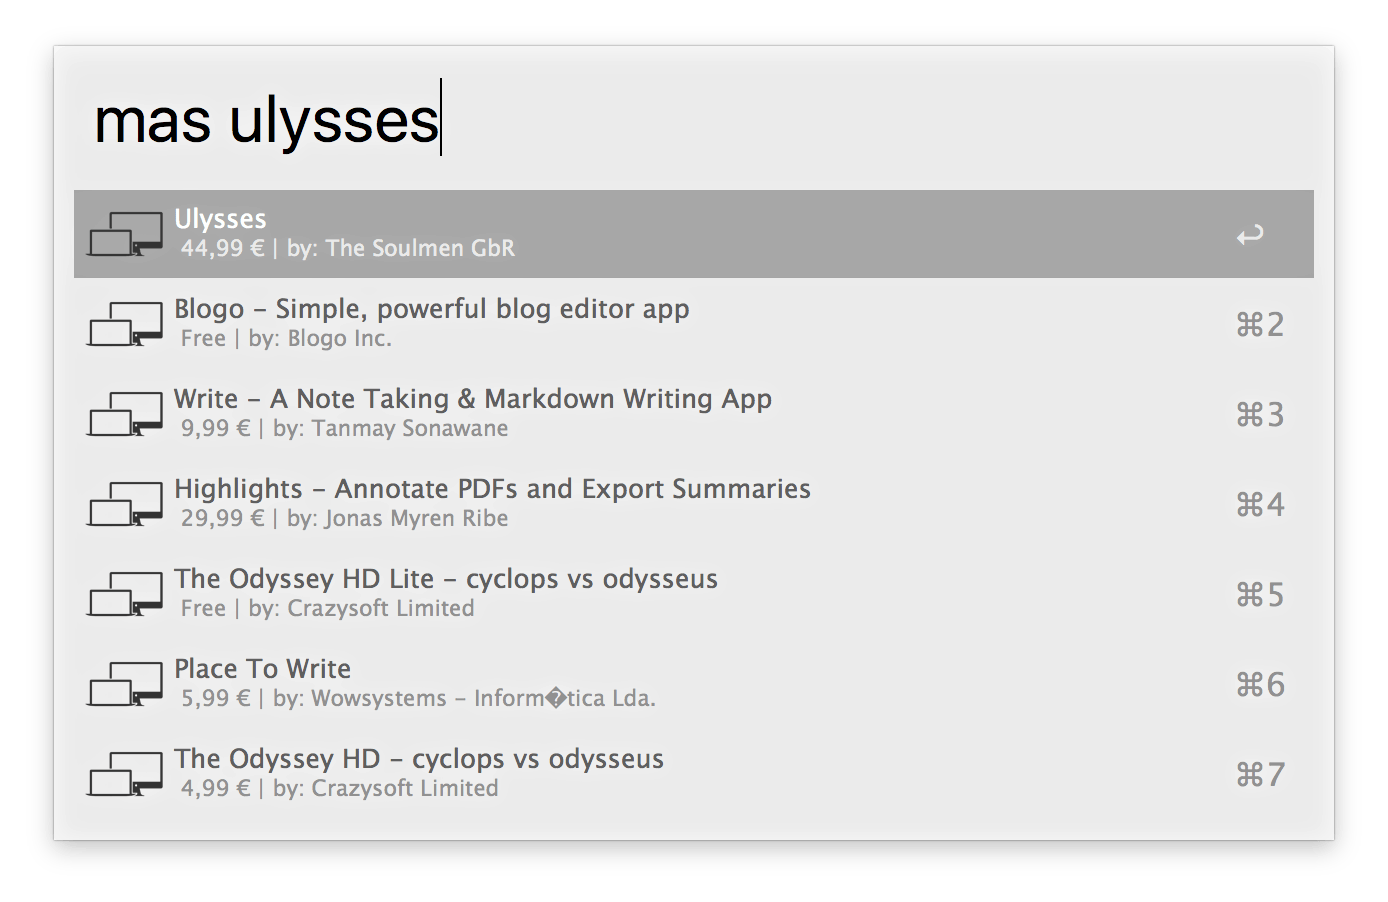 mas ulysses
Ulysses
44,99 € | by: The Soulmen GbR
↩
Blogo – Simple, powerful blog editor app
Free | by: Blogo Inc.
⌘2
Write – A Note Taking & Markdown Writing App
9,99 € | by: Tanmay Sonawane
⌘3
Highlights – Annotate PDFs and Export Summaries
29,99 € | by: Jonas Myren Ribe
⌘4
The Odyssey HD Lite – cyclops vs odysseus
Free | by: Crazysoft Limited
⌘5
Place To Write
5,99 € | by: Wowsystems – Inform�tica Lda.
⌘6
The Odyssey HD – cyclops vs odysseus
4,99 € | by: Crazysoft Limited
⌘7